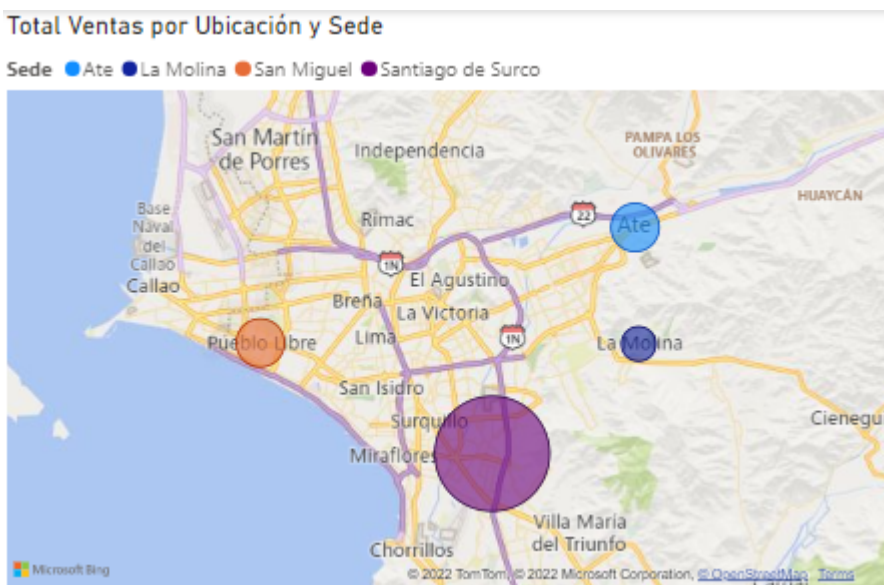 Total Ventas por Ubicación y Sede
Sede Ate La Molina San Miguel Santiago de Surco
San Martín
de Porres
Independencia
PAMPA LOS
OLIVARES
HUAYCÁN
Base
Naval
del
Callao
Rímac
22
Ate
1N
Callao
El Agustino
Breña
La Victoria
Pueblo Libre
Lima
1N
La Molina
San Isidro
Surquillo
Cienegu
Miraflores
Villa María
del Triunfo
Chorrillos
Microsoft Bing
© 2022 TomTom, © 2022 Microsoft Corporation, © OpenStreetMap Terms